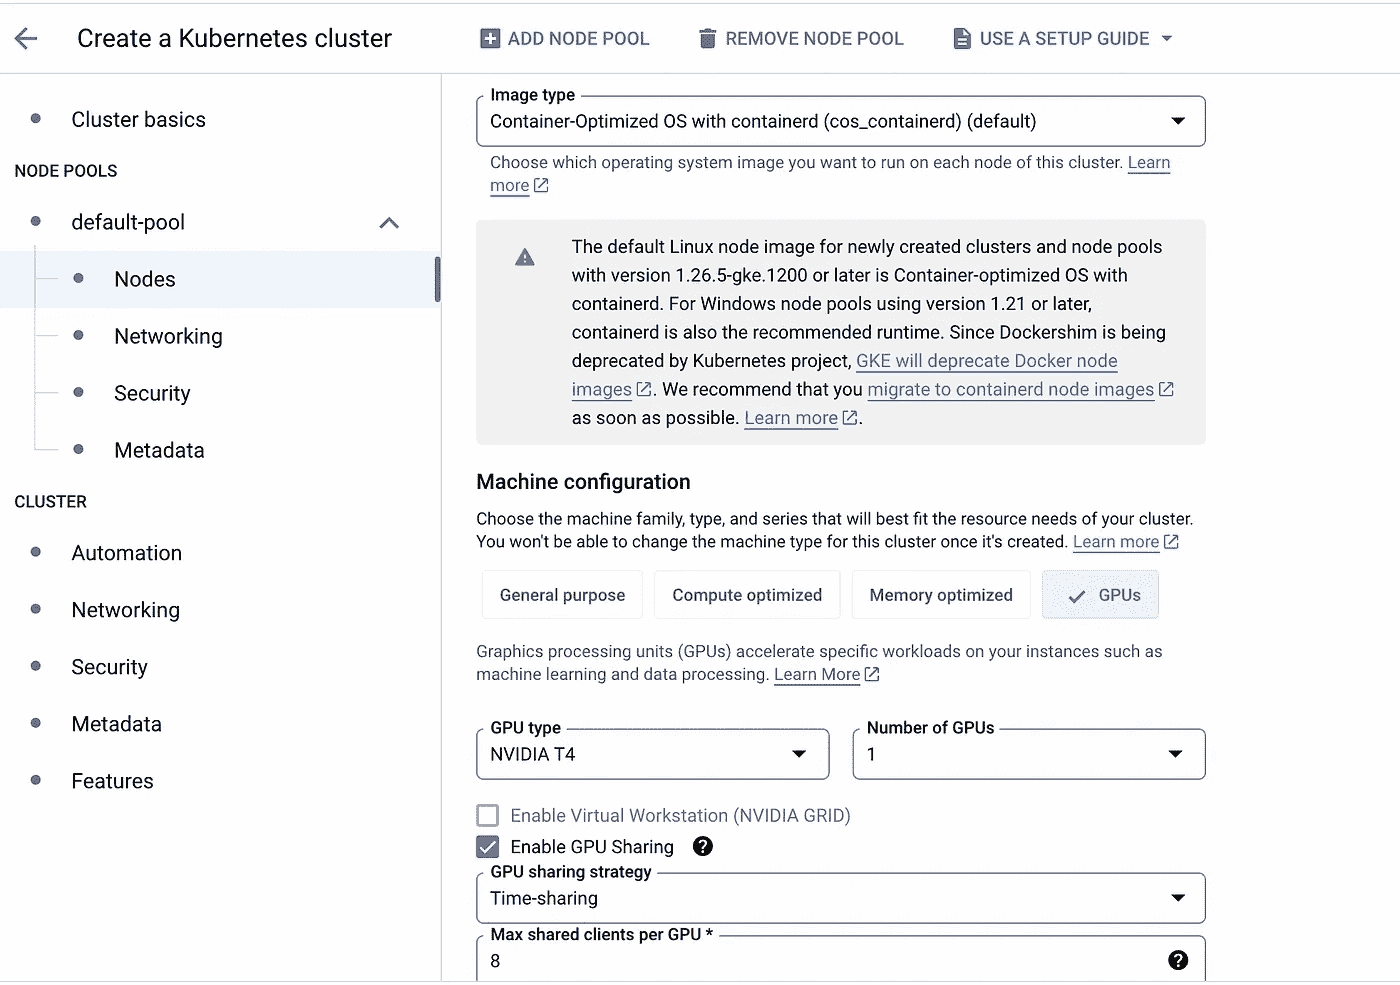 Create a Kubernetes cluster
ADD NODE POOL
REMOVE NODE POOL
USE A SETUP GUIDE
Cluster basics
NODE POOLS
default-pool
Nodes
Networking
Security
Metadata
CLUSTER
Automation
Networking
Security
Metadata
Features
Image type
Container-Optimized OS with containerd (cos_containerd) (default)
Choose which operating system image you want to run on each node of this cluster. Learn
more
The default Linux node image for newly created clusters and node pools
with version 1.26.5-gke.1200 or later is Container-optimized OS with
containerd. For Windows node pools using version 1.21 or later,
containerd is also the recommended runtime. Since Dockershim is being
deprecated by Kubernetes project, GKE will deprecate Docker node
images. We recommend that you migrate to containerd node images
as soon as possible. Learn more.
Machine configuration
Choose the machine family, type, and series that will best fit the resource needs of your cluster.
You won't be able to change the machine type for this cluster once it's created. Learn more
General purpose
Compute optimized
Memory optimized
GPUs
Graphics processing units (GPUs) accelerate specific workloads on your instances such as
machine learning and data processing. Learn More
GPU type
NVIDIA T4
Number of GPUs
1
Enable Virtual Workstation (NVIDIA GRID)
Enable GPU Sharing
GPU sharing strategy
Time-sharing
Max shared clients per GPU *
8